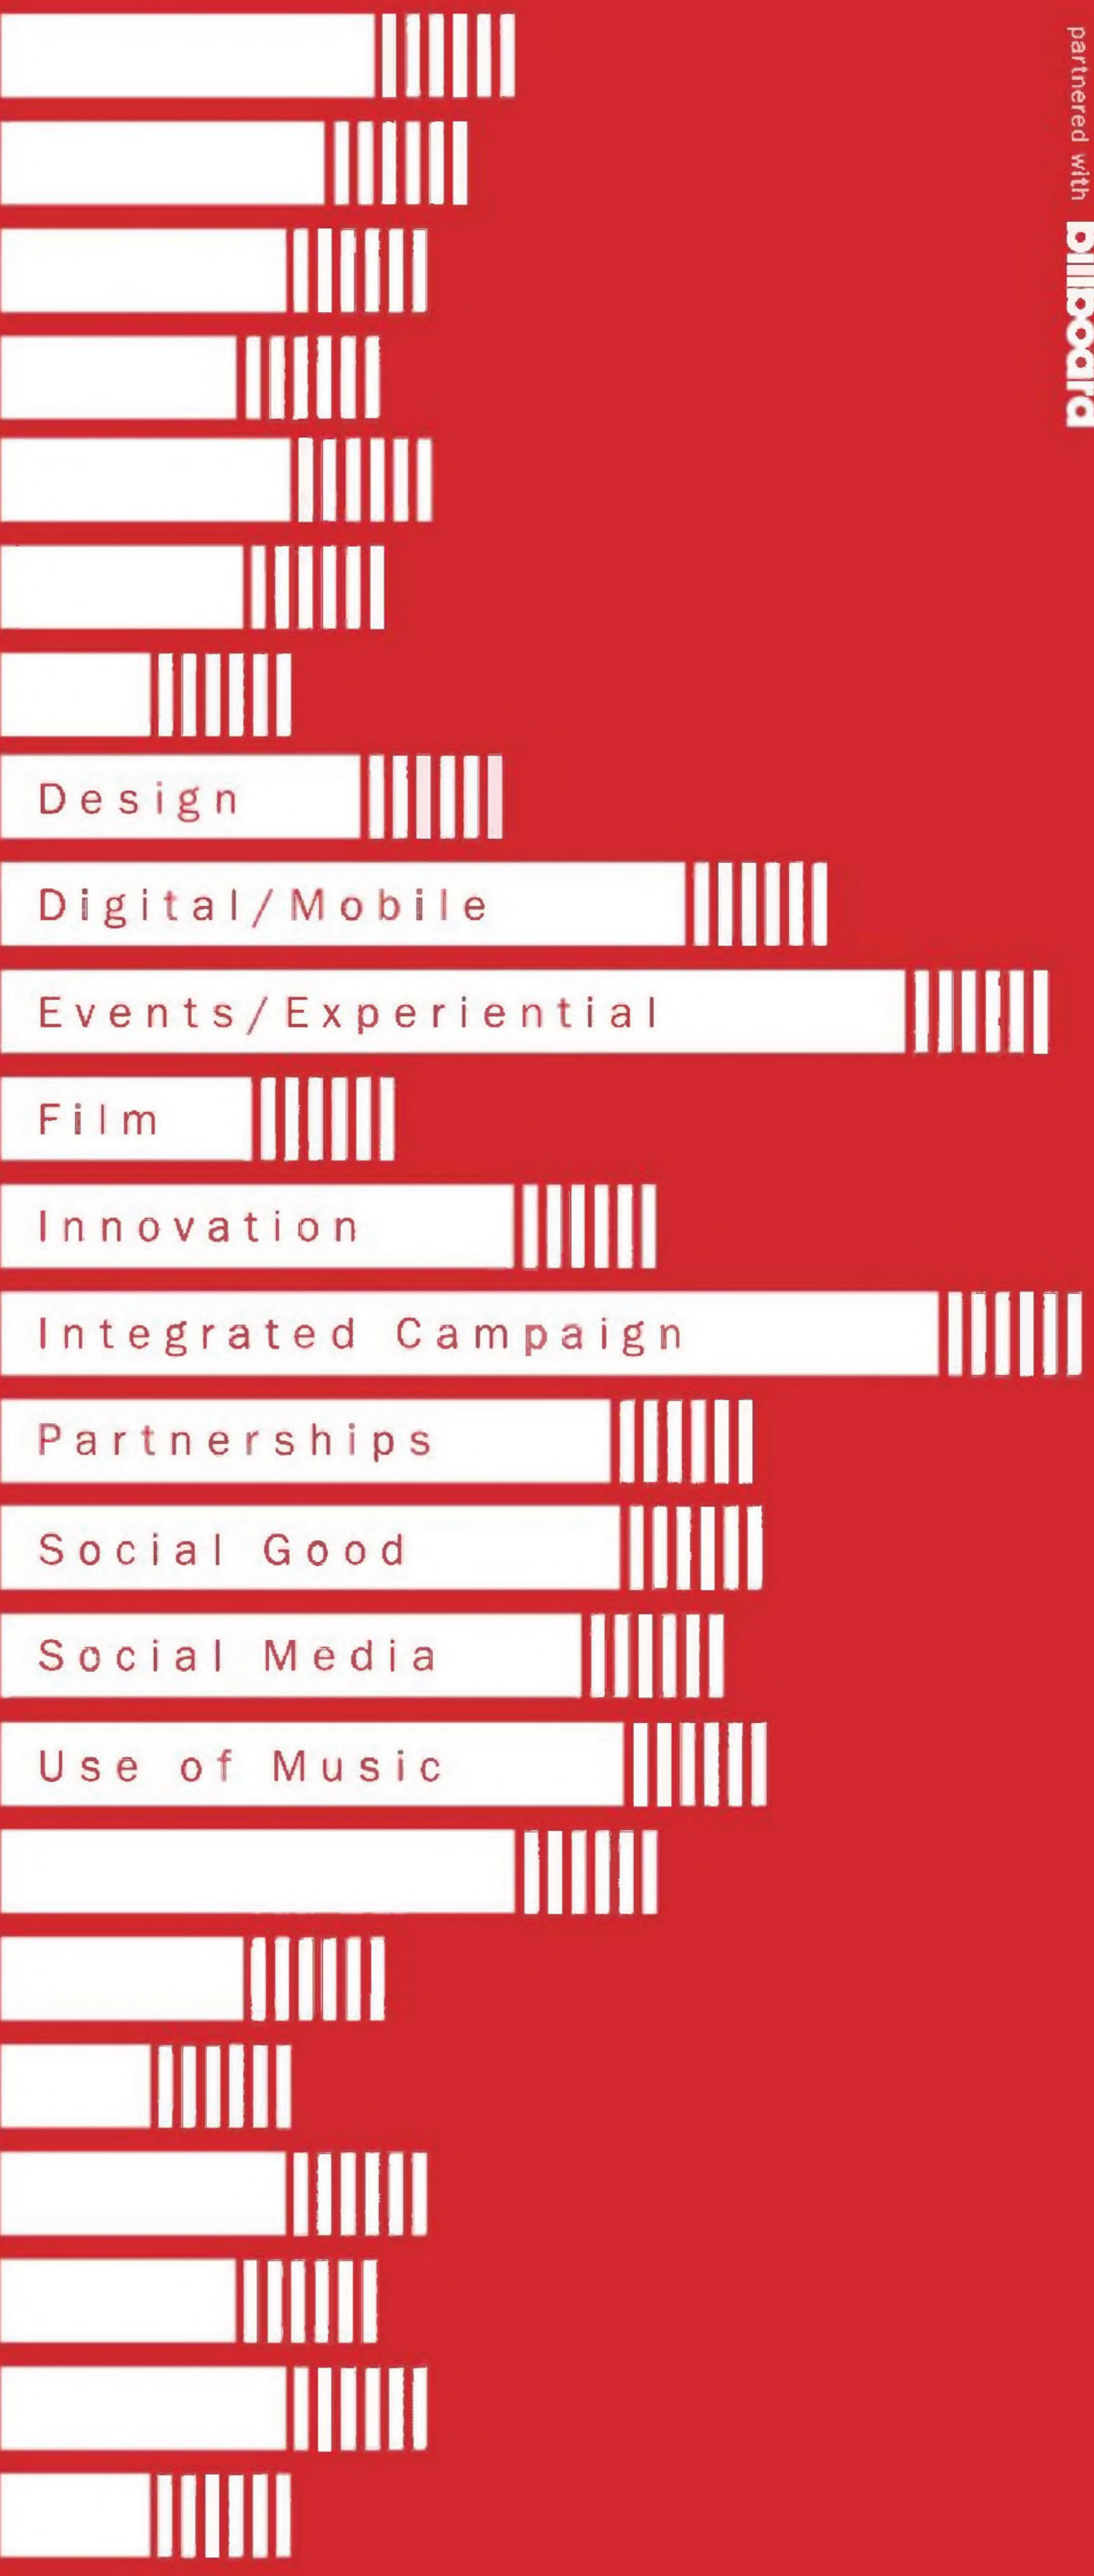 partnered with billboard
Design
Digital/Mobile
Events/Experiential
Film
Innovation
Integrated Campaign
Partnerships
Social Good
Social Media
Use of Music